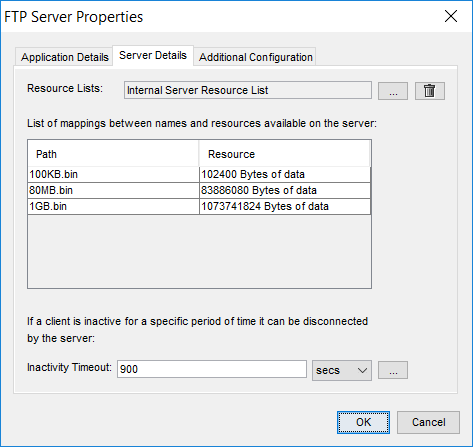 FTP Server Properties
Application Details Server Details Additional Configuration
Resource Lists: Internal Server Resource List ...
List of mappings between names and resources available on the server:
Path Resource
100KB.bin 102400 Bytes of data
80MB.bin 83886080 Bytes of data
1GB.bin 1073741824 Bytes of data
If a client is inactive for a specific period of time it can be disconnected
by the server:
Inactivity Timeout: 900 secs ...
OK Cancel